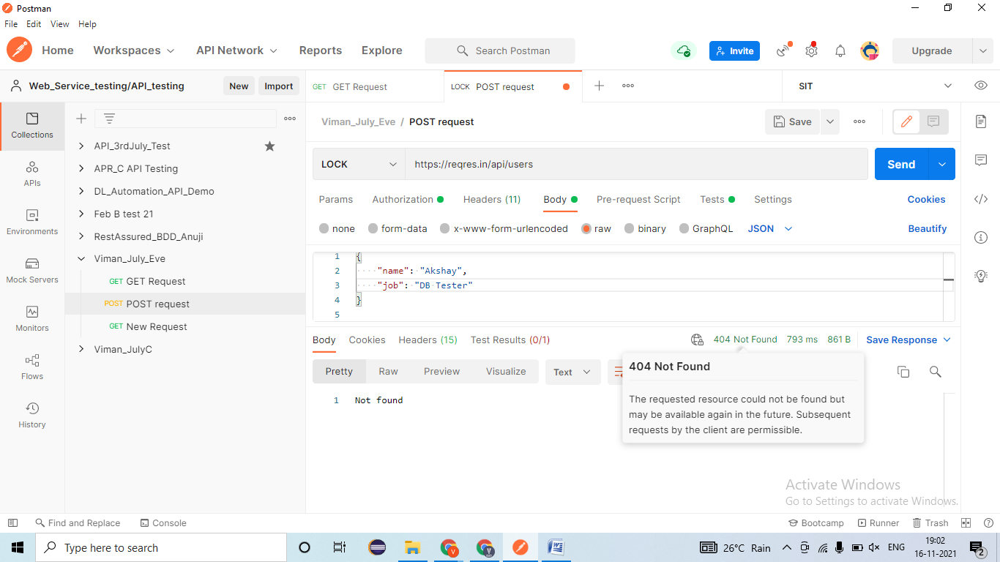 Postman
File Edit View Help
Home Workspaces API Network Reports Explore Search Postman Invite Upgrade
Web_Service_testing/API_testing New Import
GET GET Request LOCK POST request SIT
Collections
APIs
Environments
Mock Servers
Monitors
Flows
History
API_3rdJuly_Test
APR_C API Testing
DL_Automation_API_Demo
Feb B test 21
RestAssured_BDD_Anuji
Viman_July_Eve
GET GET Request
POST POST request
GET New Request
Viman_JulyC
Viman_July_Eve / POST request Save
LOCK https://reqres.in/api/users Send
Params Authorization Headers (11) Body Pre-request Script Tests Settings Cookies
none form-data x-www-form-urlencoded raw binary GraphQL JSON Beautify
1 {
2 "name": "Akshay",
3 "job": "DB Tester"
4 }
5
Body Cookies Headers (15) Test Results (0/1) 404 Not Found 793 ms 861 B Save Response
Pretty Raw Preview Visualize Text
1 Not found
404 Not Found
The requested resource could not be found but
may be available again in the future. Subsequent
requests by the client are permissible.
Activate Windows
Go to Settings to activate Windows.
Find and Replace Console Bootcamp Runner Trash
Type here to search 26°C Rain ENG 19:02
16-11-2021 2